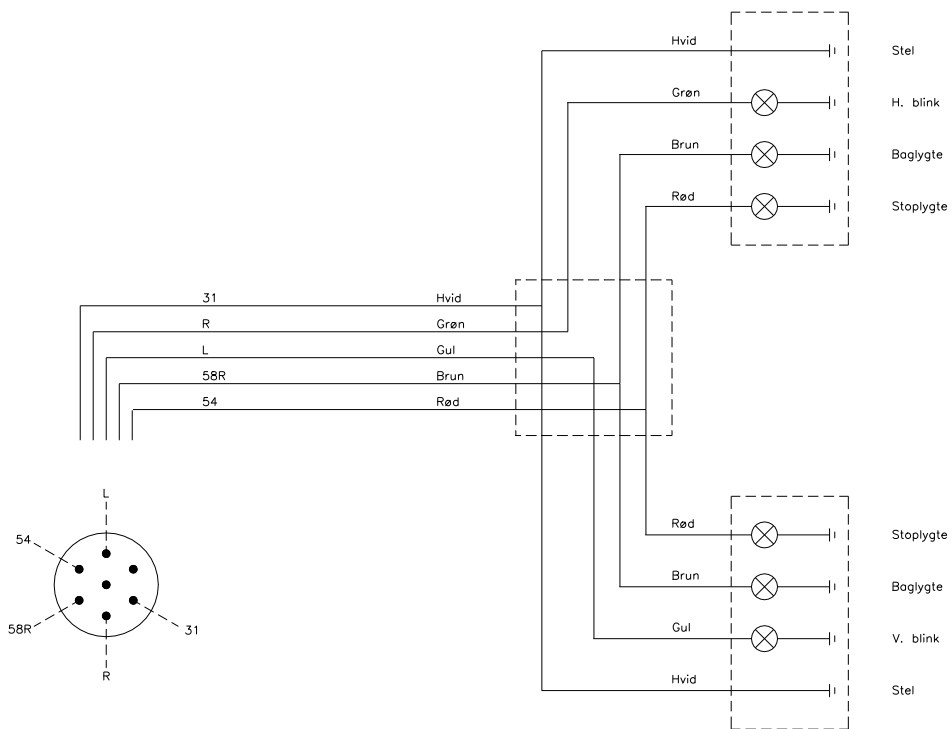 Hvid Stel
Grøn H. blink
Brun Baglygte
Rød Stoplygte
31 Hvid
R Grøn
L Gul
58R Brun
54 Rød
L
54
58R
31
R
Rød Stoplygte
Brun Baglygte
Gul V. blink
Hvid Stel